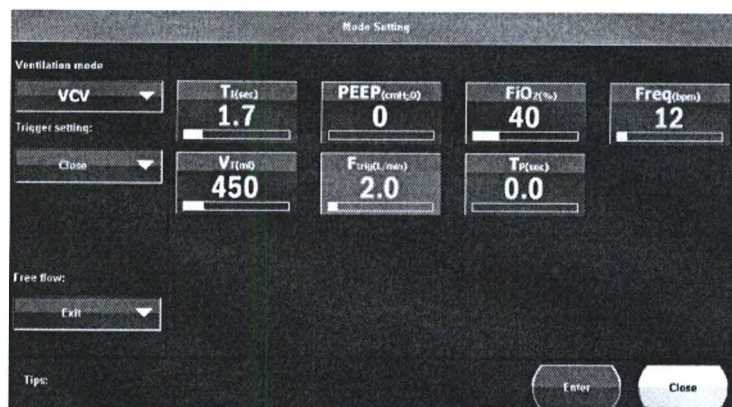 Mode Setting
Ventilation mode
VCV
TI(sec)
1.7
PEEP(cmH2O)
0
FiO2(%)
40
Freq(bpm)
12
Trigger setting:
Close
VT(ml)
450
Ftrig(L/min)
2.0
TP(sec)
0.0
Free flow:
Exit
Tips:
Enter
Close